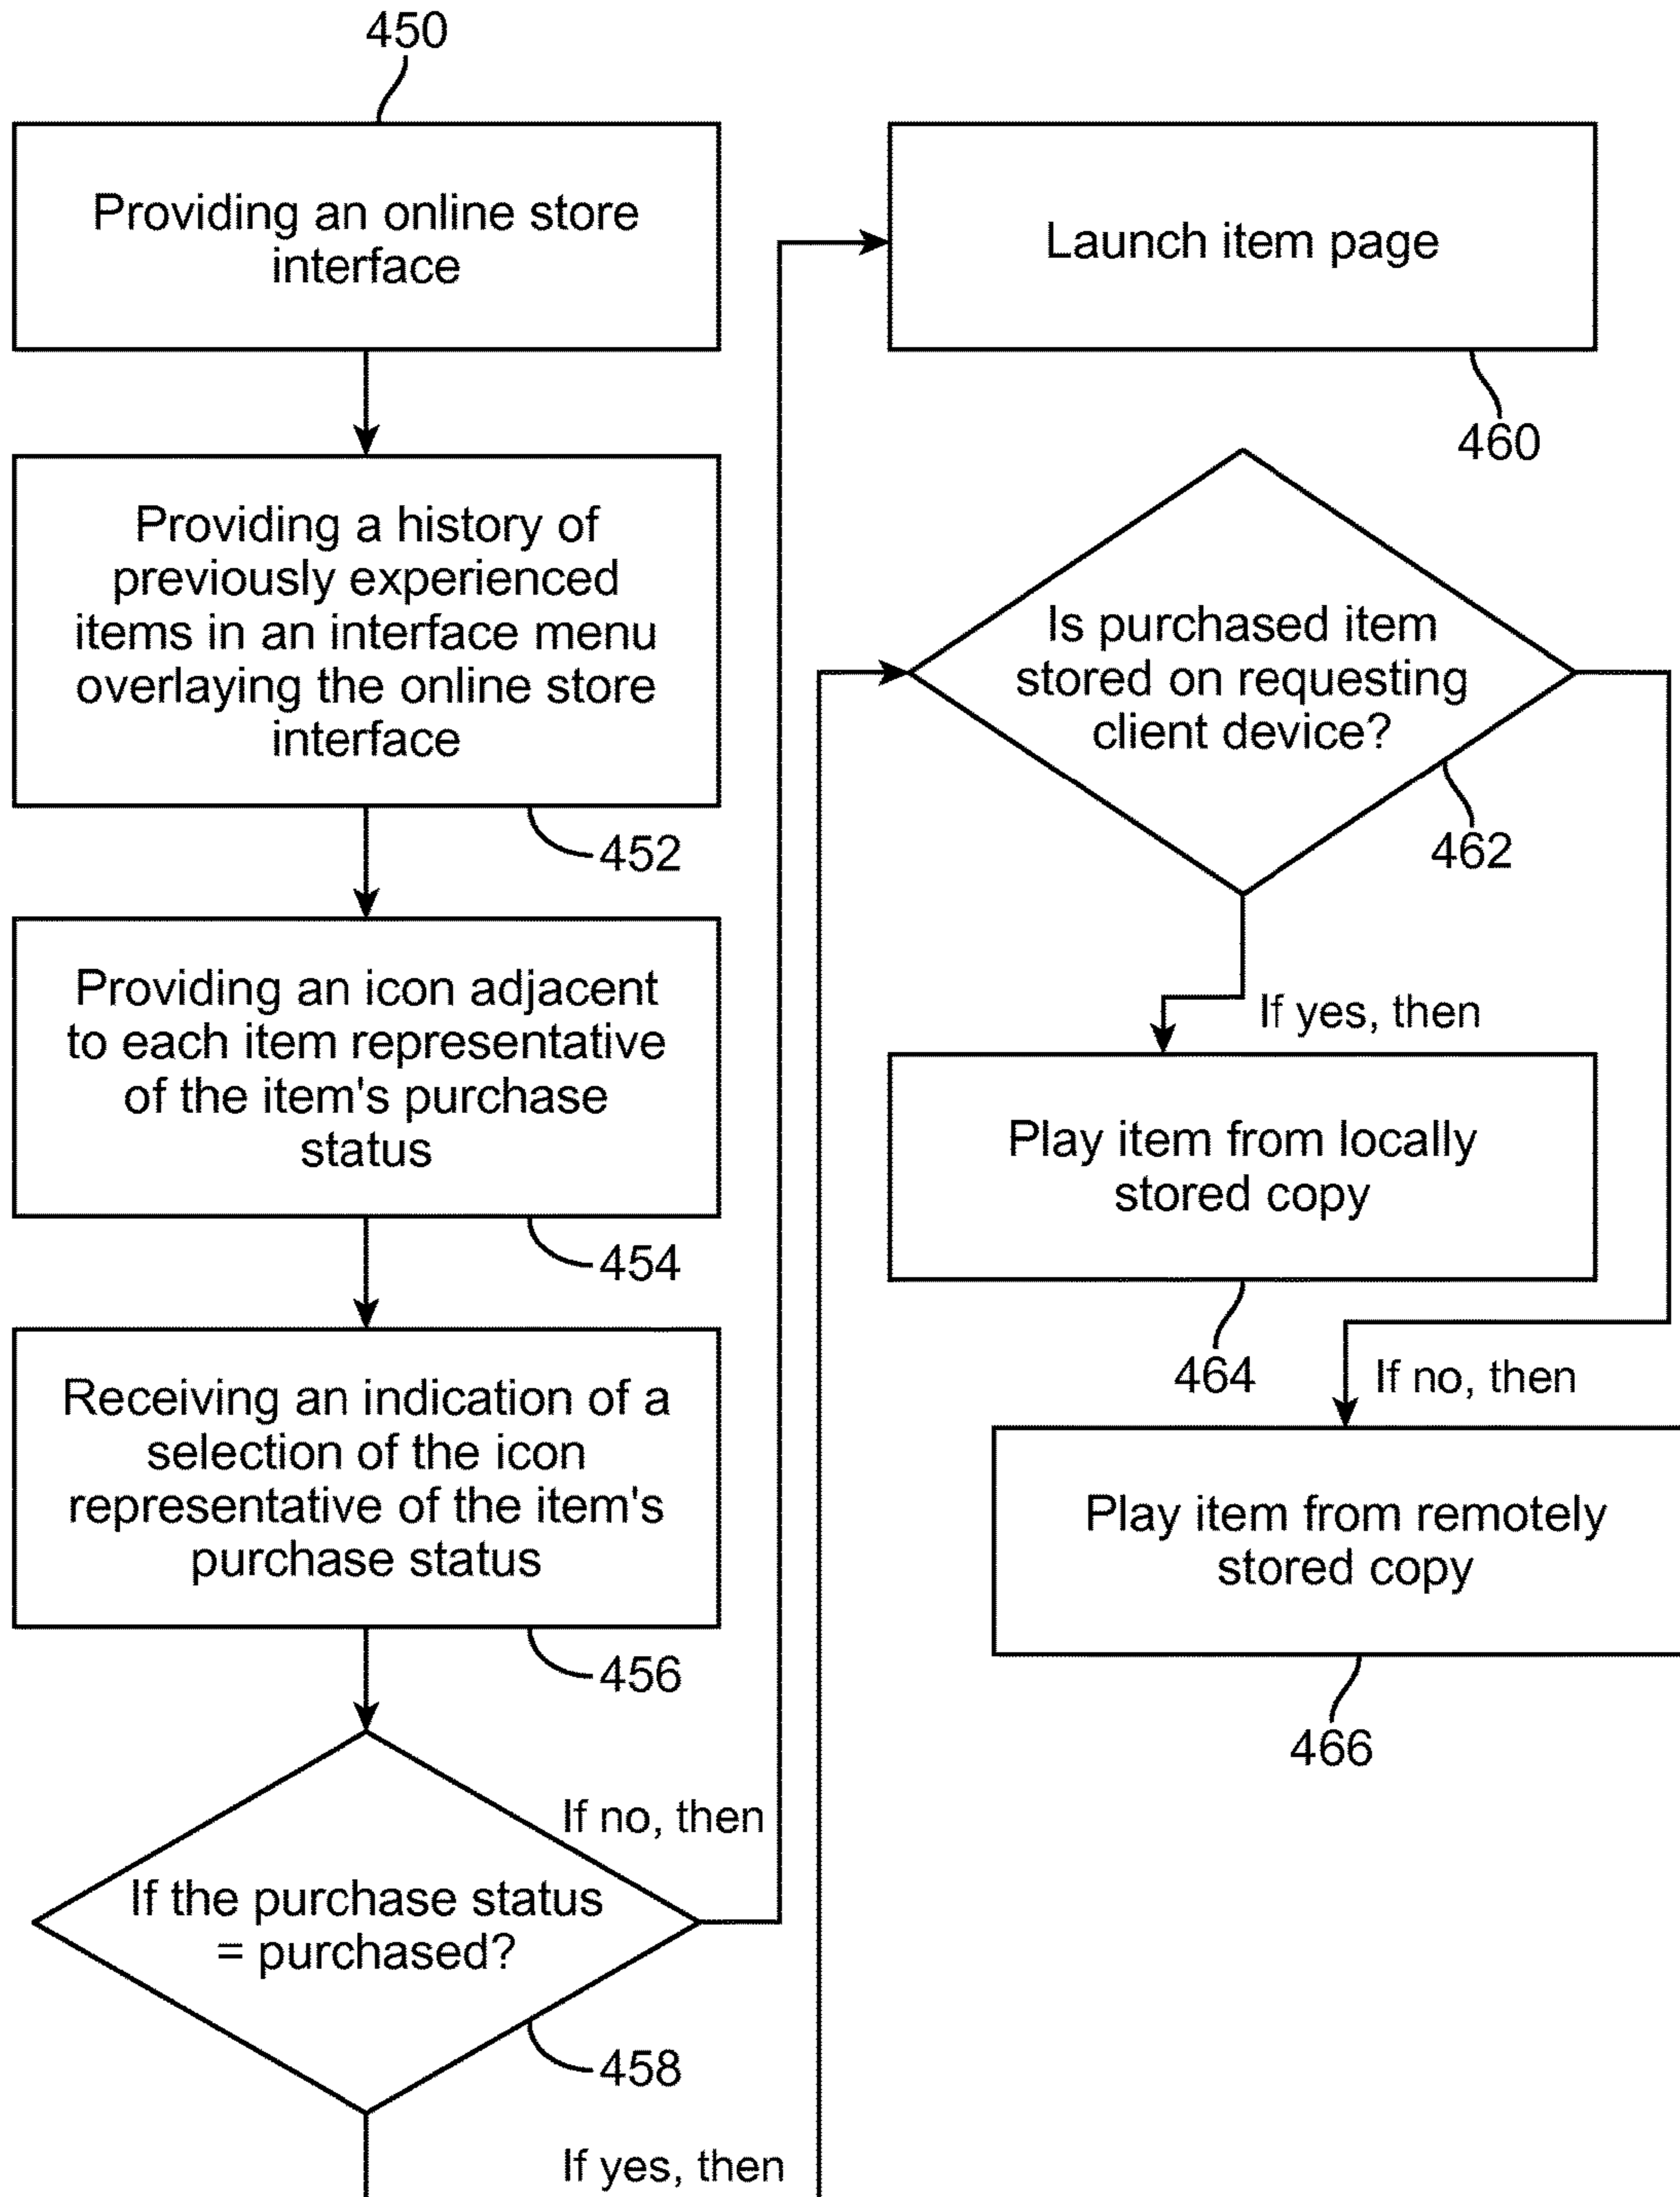 450
Providing an online store
interface
Providing a history of
previously experienced
items in an interface menu
overlaying the online store
interface
452
Providing an icon adjacent
to each item representative
of the item's purchase
status
454
Receiving an indication of a
selection of the icon
representative of the item's
purchase status
456
If no, then
If the purchase status
= purchased?
458
If yes, then
Launch item page
460
Is purchased item
stored on requesting
client device?
462
If yes, then
Play item from locally
stored copy
464
If no, then
Play item from remotely
stored copy
466